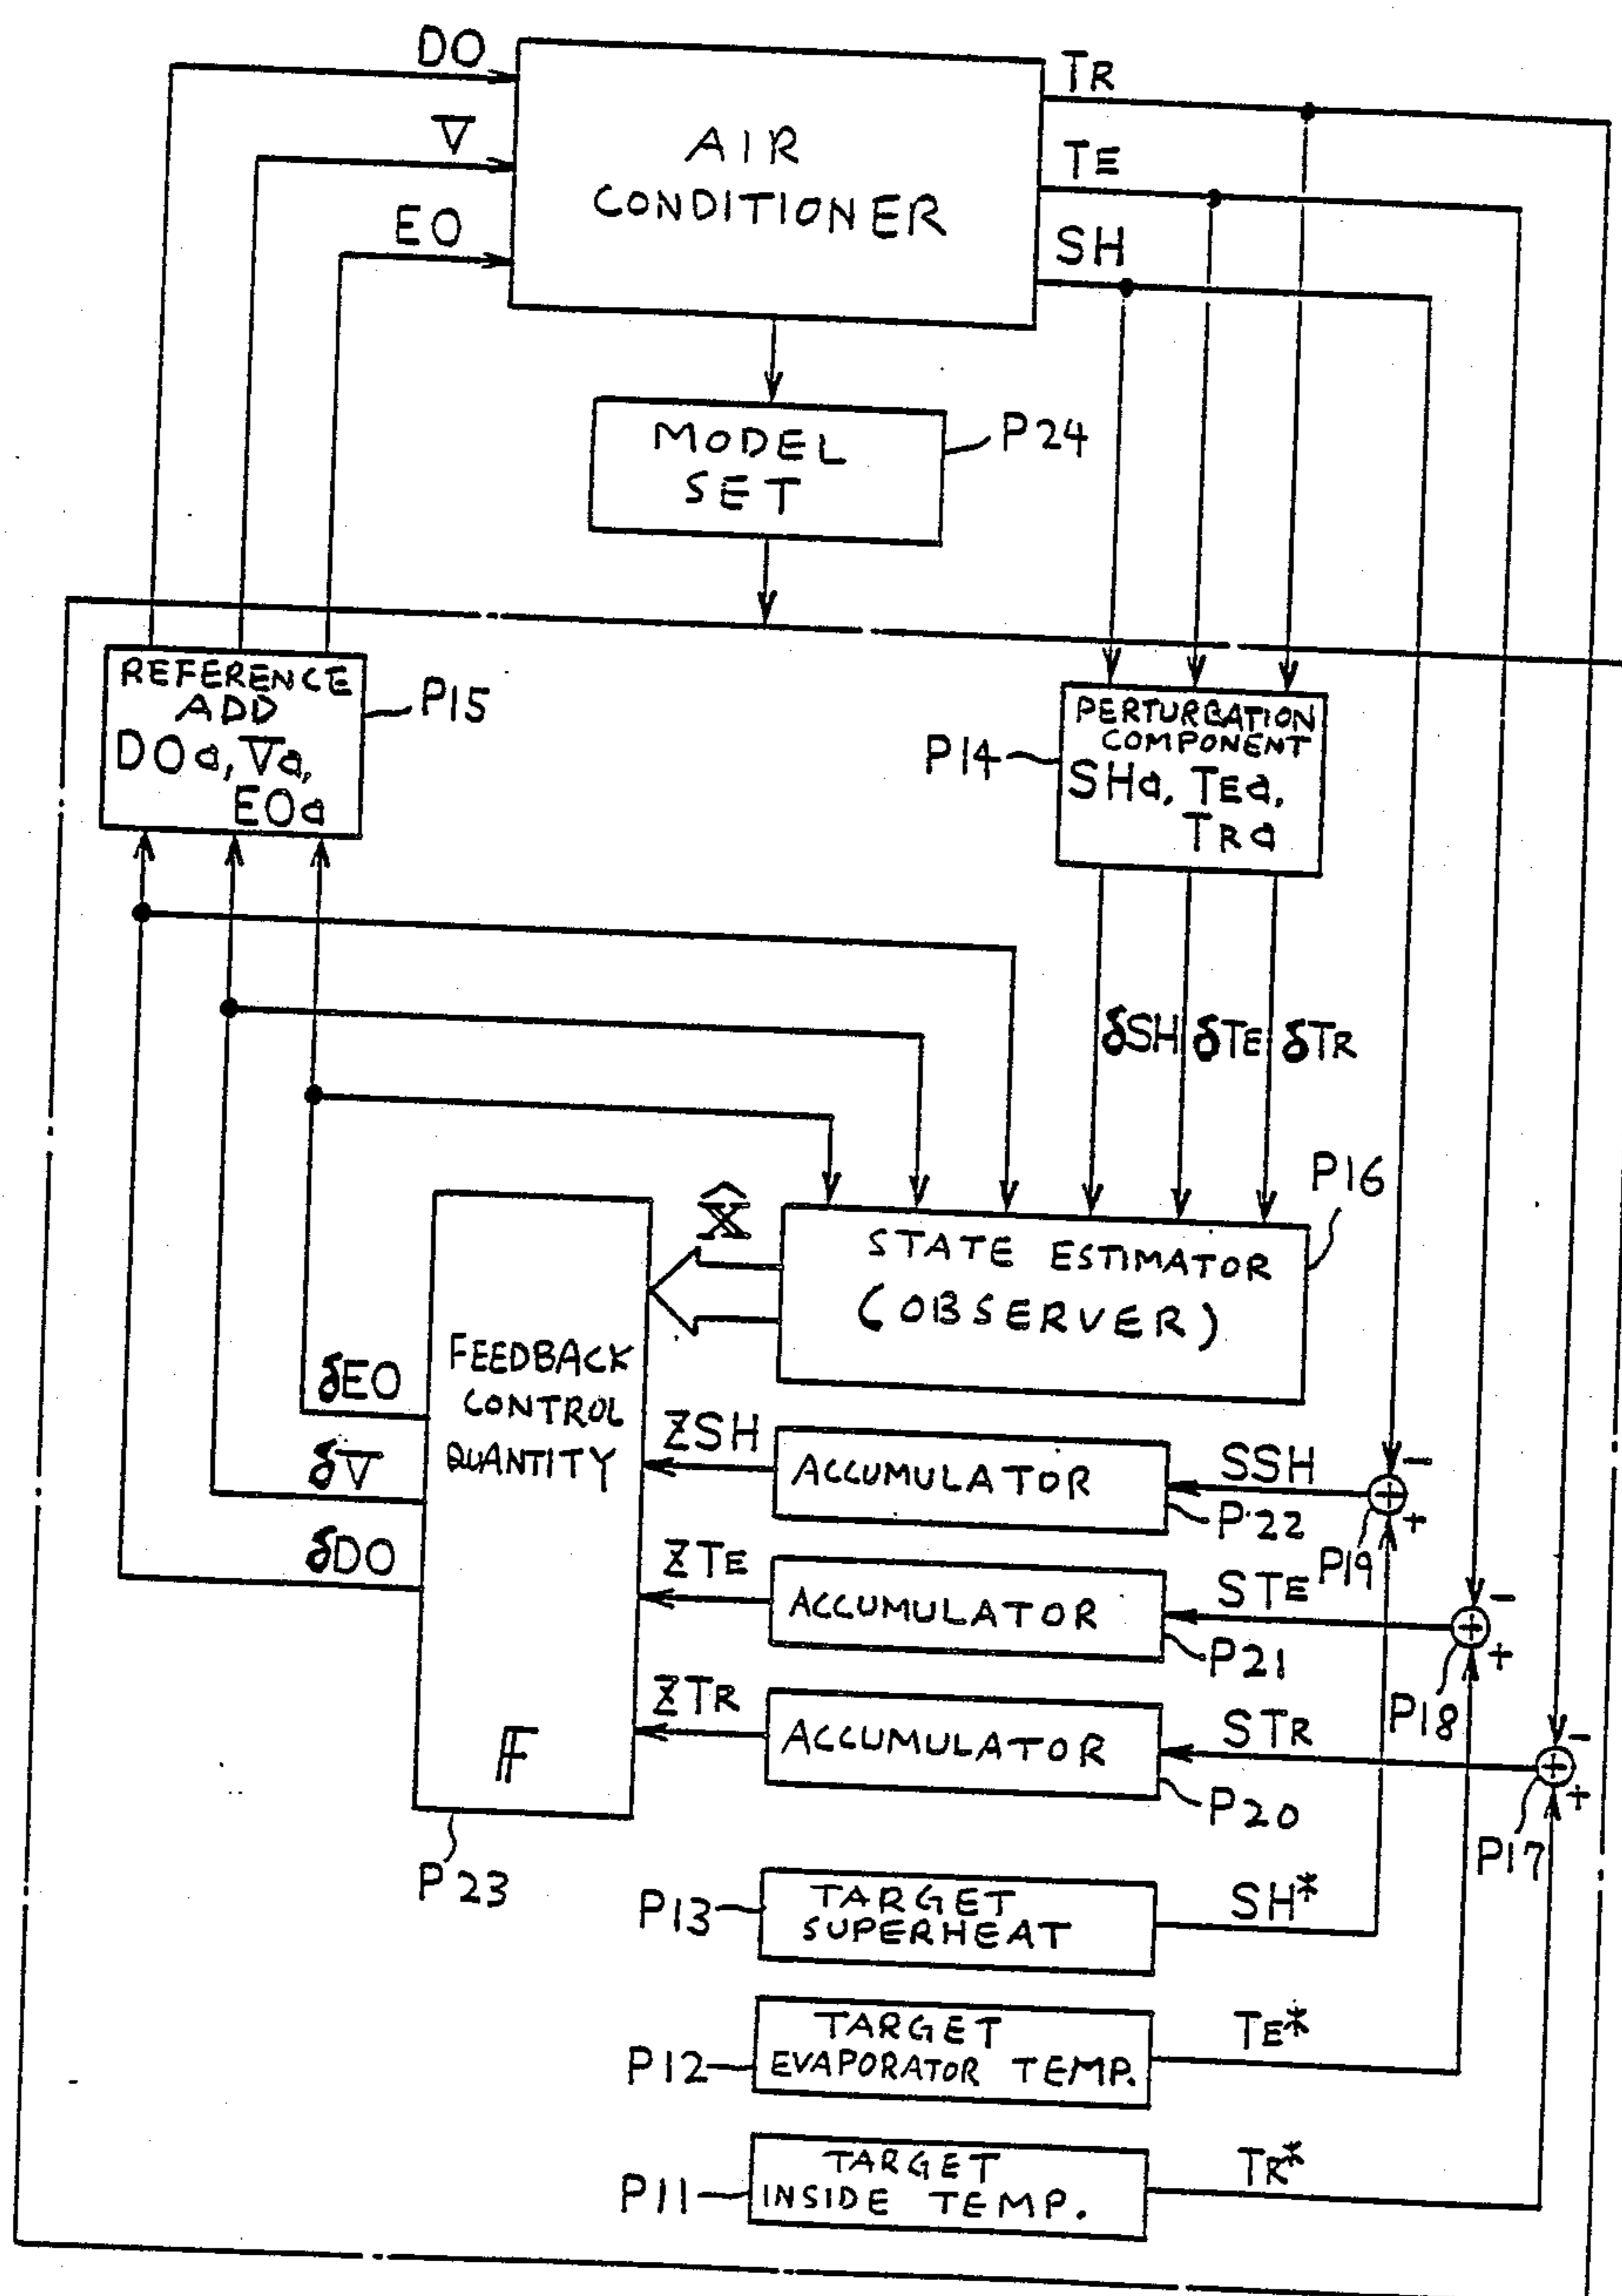 DO
V
EO
AIR
CONDITIONER
TR
TE
SH
MODEL
SET
P24
REFERENCE
ADD
DOa, Va,
EOa
P15
P14
PERTURBATION
COMPONENT
SHa, TEa,
TRa
δSH
δTE
δTR
P16
X̂
STATE ESTIMATOR
(OBSERVER)
FEEDBACK
CONTROL
QUANTITY
F
P23
δEO
δV
δDO
ZSH
ACCUMULATOR
SSH
P22
-
+
P19
ZTE
ACCUMULATOR
STE
P21
-
+
P18
ZTR
ACCUMULATOR
STR
P20
-
+
P17
P13
TARGET
SUPERHEAT
SH*
P12
TARGET
EVAPORATOR TEMP.
TE*
P11
TARGET
INSIDE TEMP.
TR*